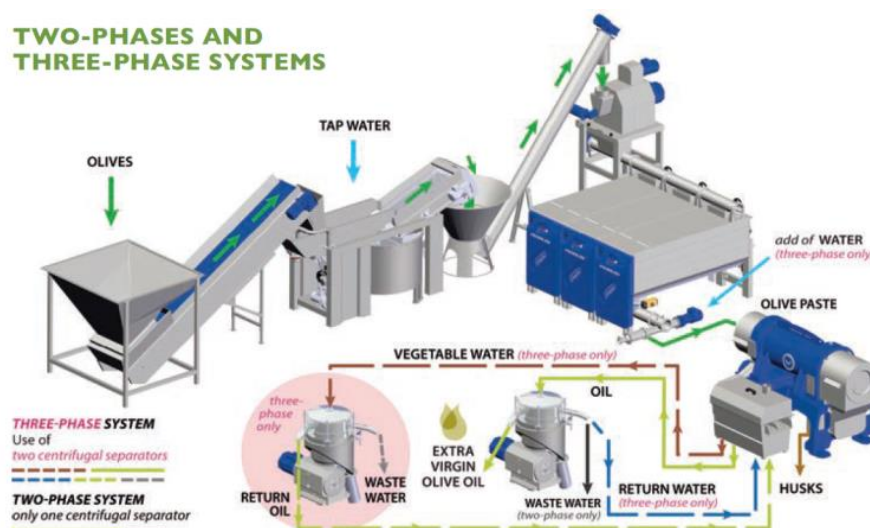 TWO-PHASES AND
THREE-PHASE SYSTEMS
TAP WATER
OLIVES
add of WATER
(three-phase only)
OLIVE PASTE
VEGETABLE WATER (three-phase only)
OIL
three-
phase
only
EXTRA
VIRGIN
OLIVE OIL
WASTE
WATER
RETURN
OIL
WASTE WATER
(two-phase only)
RETURN WATER
(three-phase only)
HUSKS
THREE-PHASE SYSTEM
Use of
two centrifugal separators
TWO-PHASE SYSTEM
only one centrifugal separator